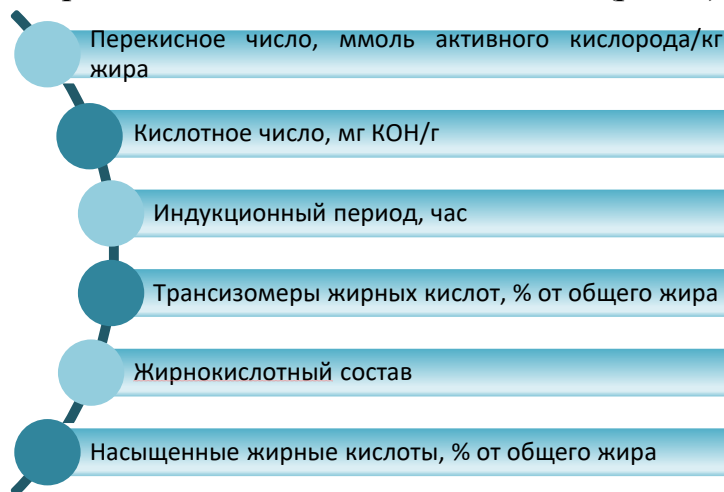 Перекисное число, ммоль активного кислорода/кг
жира
Кислотное число, мг КОН/г
Индукционный период, час
Трансизомеры жирных кислот, % от общего жира
Жирнокислотный состав
Насыщенные жирные кислоты, % от общего жира